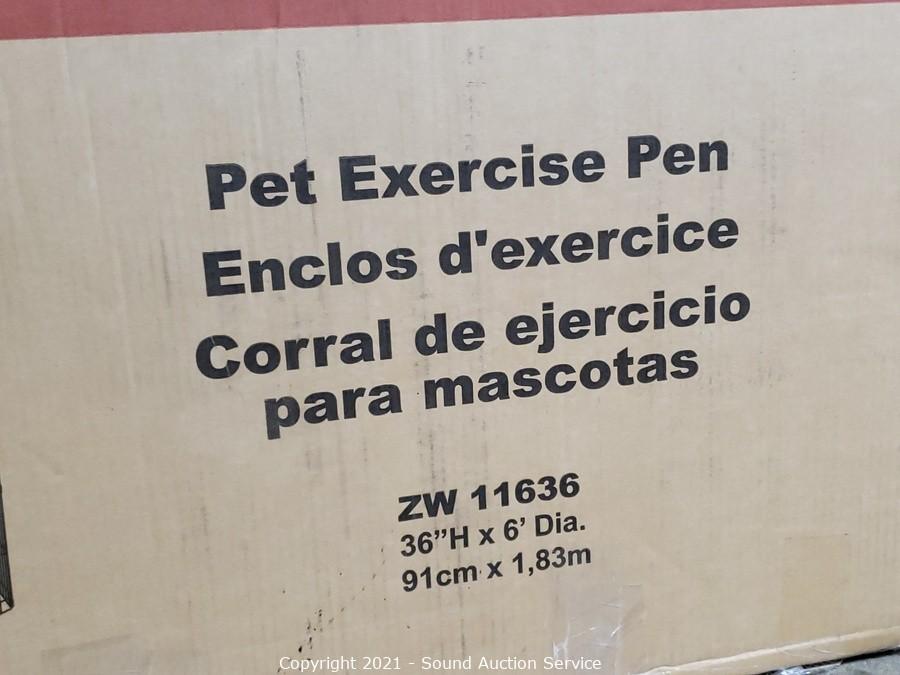 Pet Exercise Pen
Enclos d'exercice
Corral de ejercicio
para mascotas
ZW 11636
36”H x 6’ Dia.
91cm x 1,83m
Copyright 2021 - Sound Auction Service